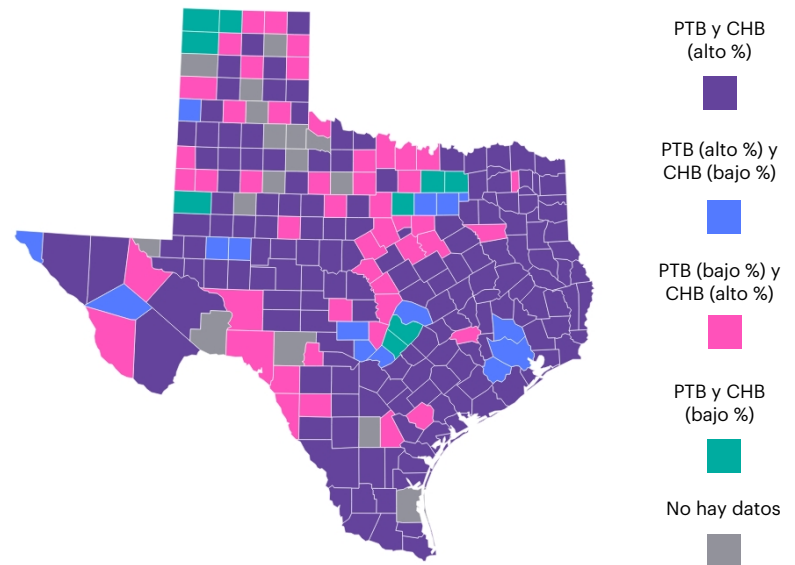 PTB y CHB
(alto %)
PTB (alto %) y
CHB (bajo %)
PTB (bajo %) y
CHB (alto %)
PTB y CHB
(bajo %)
No hay datos